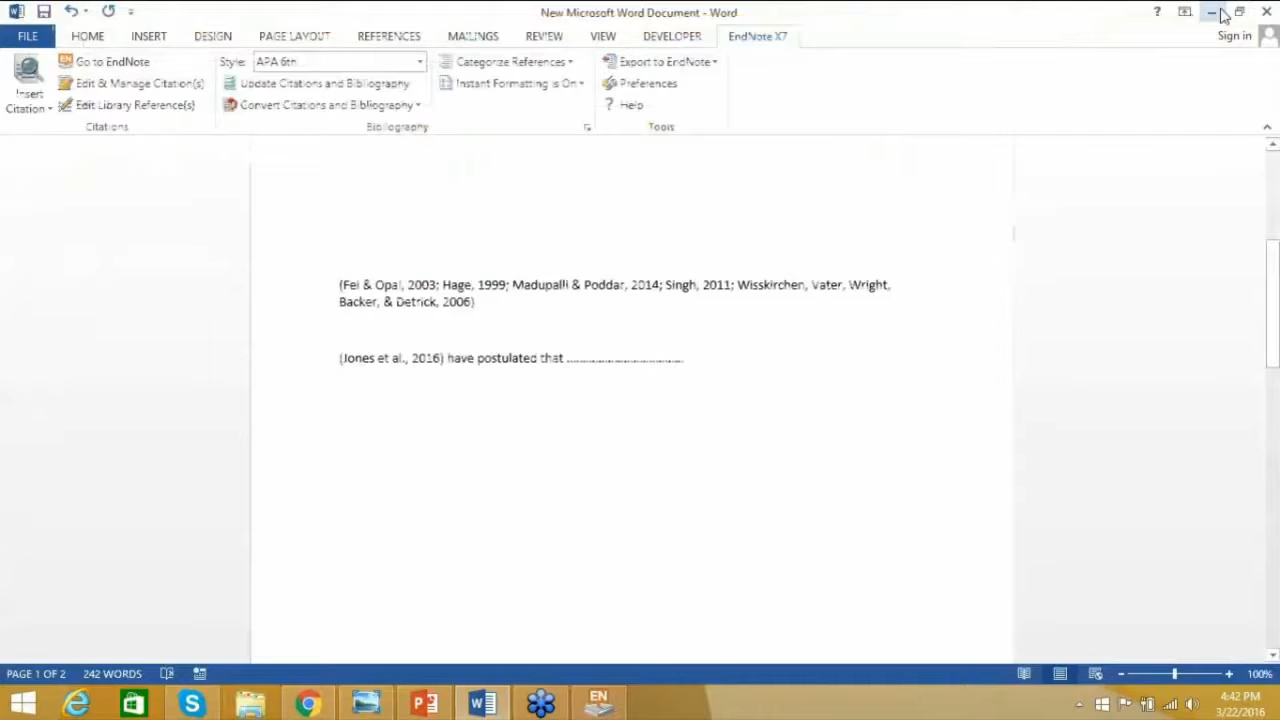 New Microsoft Word Document - Word
? Sign in
FILE HOME INSERT DESIGN PAGE LAYOUT REFERENCES MAILINGS REVIEW VIEW DEVELOPER EndNote X7
Insert Citation
EN Go to EndNote
Edit & Manage Citation(s)
Edit Library Reference(s)
Citations
Style: APA 6th
Update Citations and Bibliography
Convert Citations and Bibliography
Categorize References
Instant Formatting is On
Bibliography
Export to EndNote
Preferences
? Help
Tools
(Fei & Opal, 2003; Hage, 1999; Madupalli & Poddar, 2014; Singh, 2011; Wisskirchen, Vater, Wright,
Backer, & Detrick, 2006)
(Jones et al., 2016) have postulated that ....................................
PAGE 1 OF 2 242 WORDS 100%
EN
4:42 PM
3/22/2016